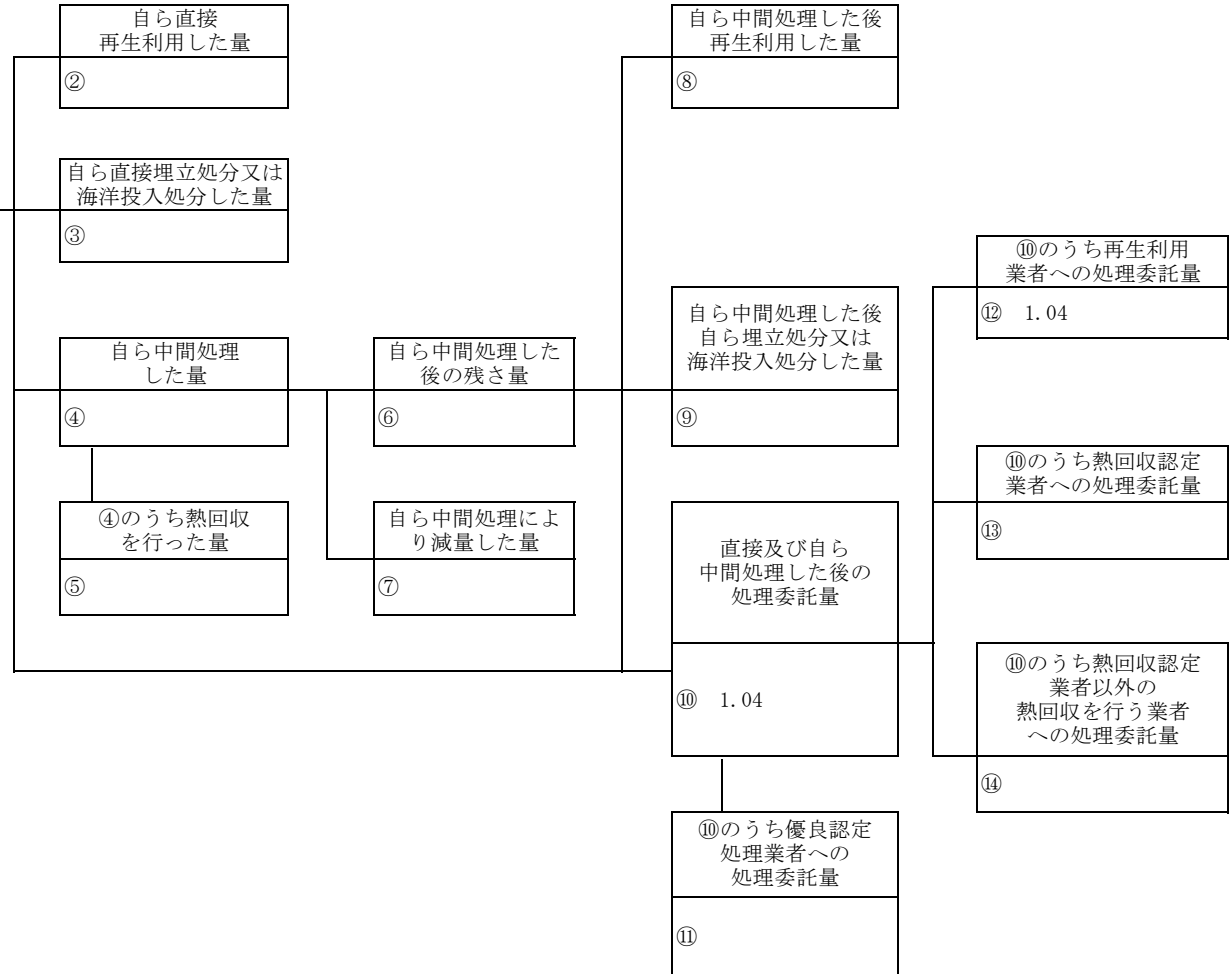 自ら直接
再生利用した量
②
自ら直接埋立処分又は
海洋投入処分した量
③
自ら中間処理
した量
④
④のうち熱回収
を行った量
⑤
自ら中間処理した
後の残さ量
⑥
自ら中間処理によ
り減量した量
⑦
自ら中間処理した後
再生利用した量
⑧
自ら中間処理した後
自ら埋立処分又は
海洋投入処分した量
⑨
直接及び自ら
中間処理した後の
処理委託量
⑩ 1.04
⑩のうち優良認定
処理業者への
処理委託量
⑪
⑩のうち再生利用
業者への処理委託量
⑫ 1.04
⑩のうち熱回収認定
業者への処理委託量
⑬
⑩のうち熱回収認定
業者以外の
熱回収を行う業者
への処理委託量
⑭